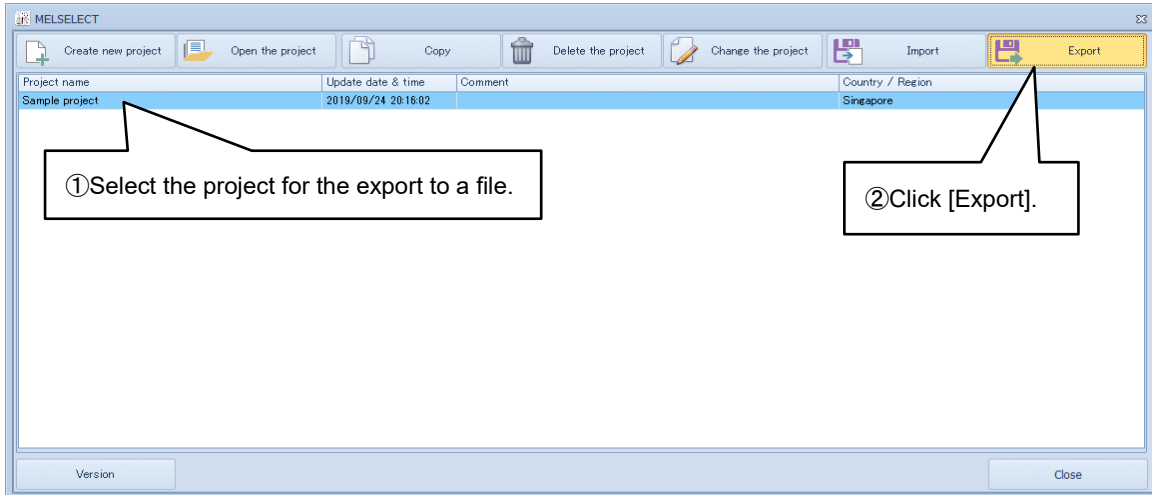 MELSELECT
Create new project Open the project Copy Delete the project Change the project Import Export
Project name Update date & time Comment Country / Region
Sample project 2019/09/24 20:16:02 Singapore
①Select the project for the export to a file.
②Click [Export].
Version Close